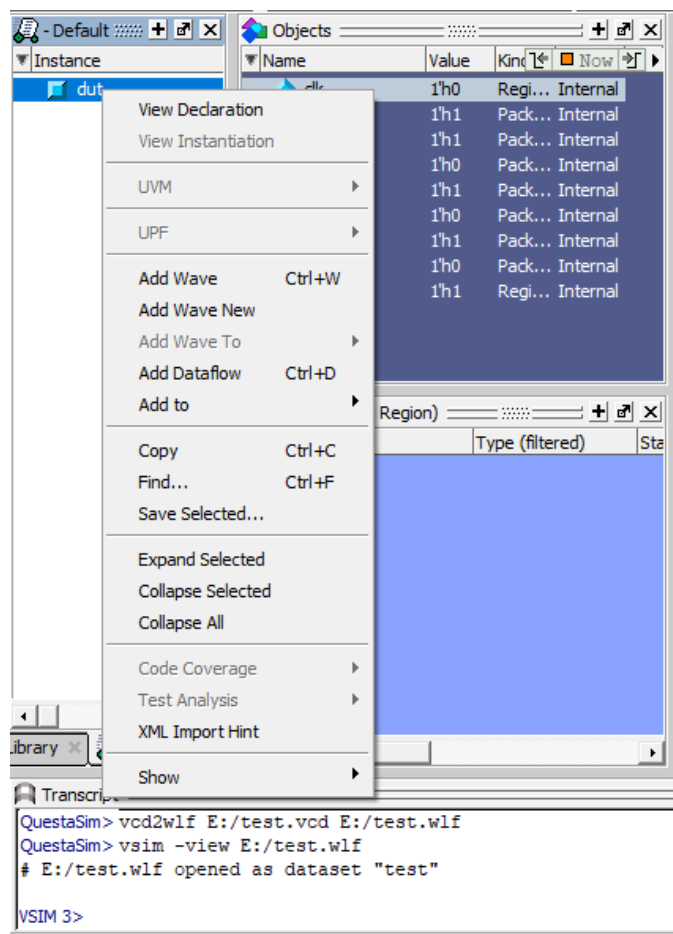 - Default
Instance
dut
Objects
Name Value Kind Now
clk 1'h0 Regi... Internal
1'h1 Pack... Internal
1'h1 Pack... Internal
1'h0 Pack... Internal
1'h1 Pack... Internal
1'h0 Pack... Internal
1'h1 Pack... Internal
1'h0 Pack... Internal
1'h1 Regi... Internal
View Declaration
View Instantiation
UVM
UPF
Add Wave Ctrl+W
Add Wave New
Add Wave To
Add Dataflow Ctrl+D
Add to
Copy Ctrl+C
Find... Ctrl+F
Save Selected...
Expand Selected
Collapse Selected
Collapse All
Code Coverage
Test Analysis
XML Import Hint
Show
Region)
Type (filtered) Sta
Library
Transcript
QuestaSim> vcd2wlf E:/test.vcd E:/test.wlf
QuestaSim> vsim -view E:/test.wlf
# E:/test.wlf opened as dataset "test"
VSIM 3>